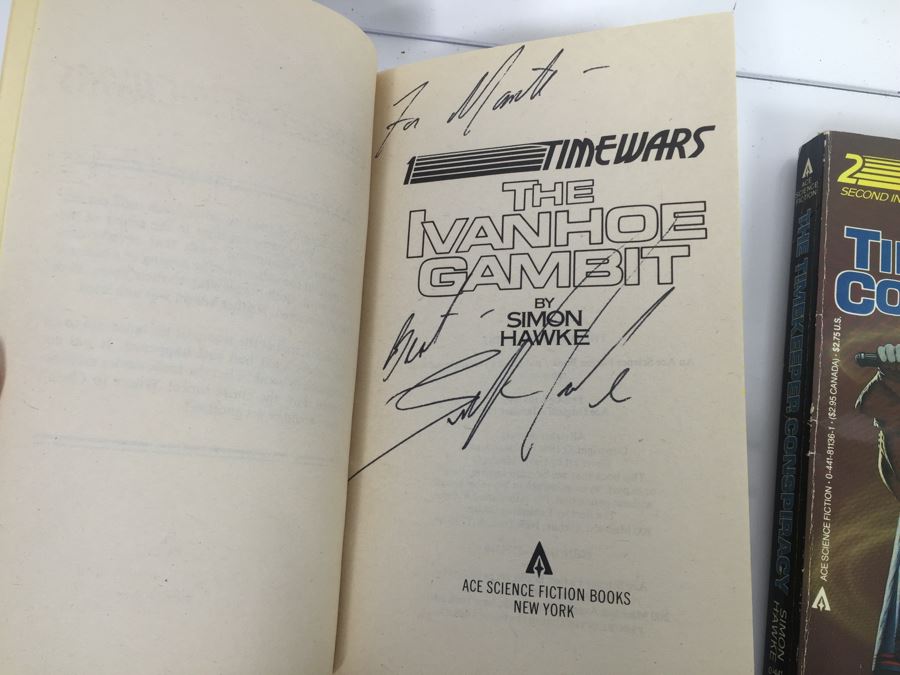 For
1 TIMEWARS
THE
IVANHOE
GAMBIT
BY
SIMON
HAWKE
Best -
ACE SCIENCE FICTION BOOKS
NEW YORK
ACE
SCIENCE
FICTION
THE TIMEKEEPER CONSPIRACY
SIMON
HAWKE
2
SECOND IN
TI
CO
ACE SCIENCE FICTION · 0-441-81136-1 · ($2.95 CANADA) · $2.75 U.S.